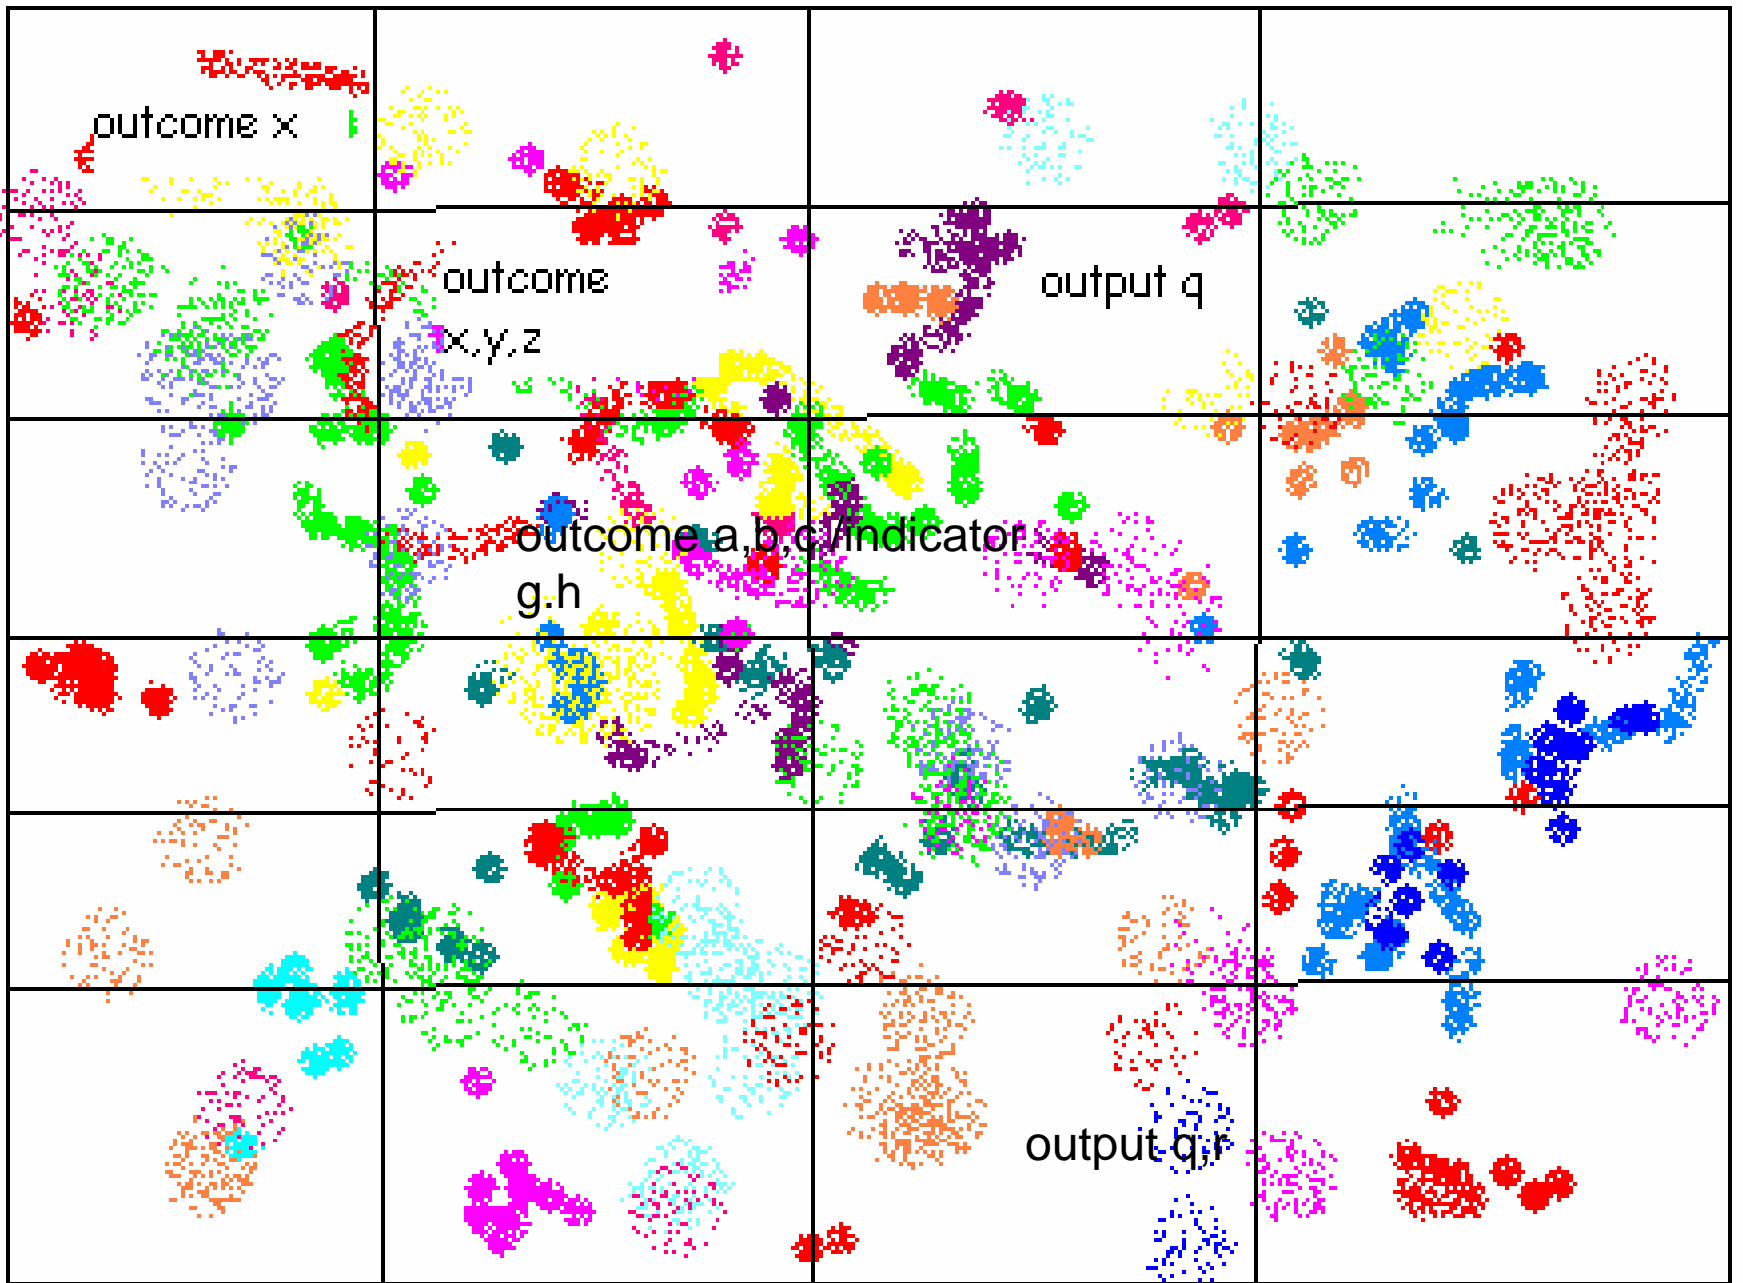 outcome x
outcome
x,y,z
output q
outcome a,b,c /indicator
g.h
output q,r